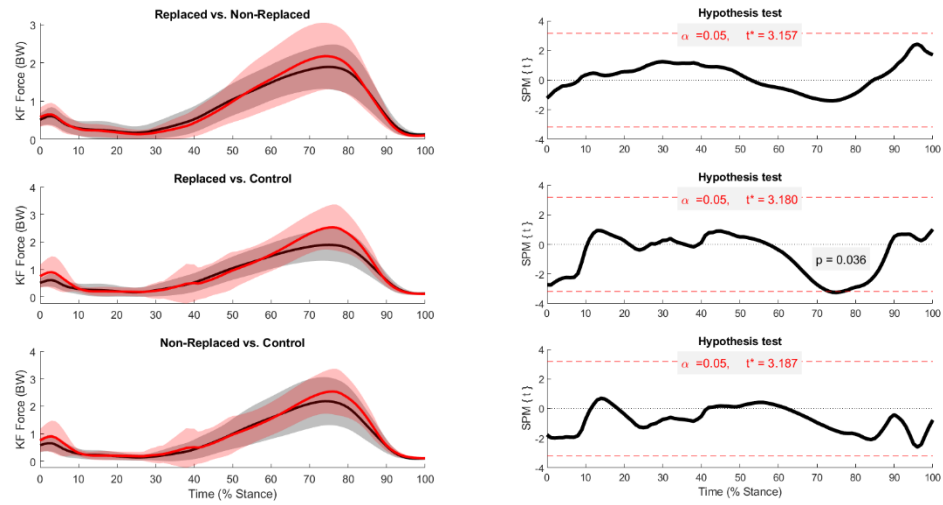 Replaced vs. Non-Replaced
KF Force (BW)
3
2
1
0
0 10 20 30 40 50 60 70 80 90 100
Hypothesis test
α =0.05, t* = 3.157
SPM { t }
4
2
0
-2
-4
0 10 20 30 40 50 60 70 80 90 100
Replaced vs. Control
KF Force (BW)
4
3
2
1
0
0 10 20 30 40 50 60 70 80 90 100
Hypothesis test
α =0.05, t* = 3.180
SPM { t }
4
2
0
-2
-4
p = 0.036
0 10 20 30 40 50 60 70 80 90 100
Non-Replaced vs. Control
KF Force (BW)
4
3
2
1
0
0 10 20 30 40 50 60 70 80 90 100
Time (% Stance)
Hypothesis test
α =0.05, t* = 3.187
SPM { t }
4
2
0
-2
-4
0 10 20 30 40 50 60 70 80 90 100
Time (% Stance)